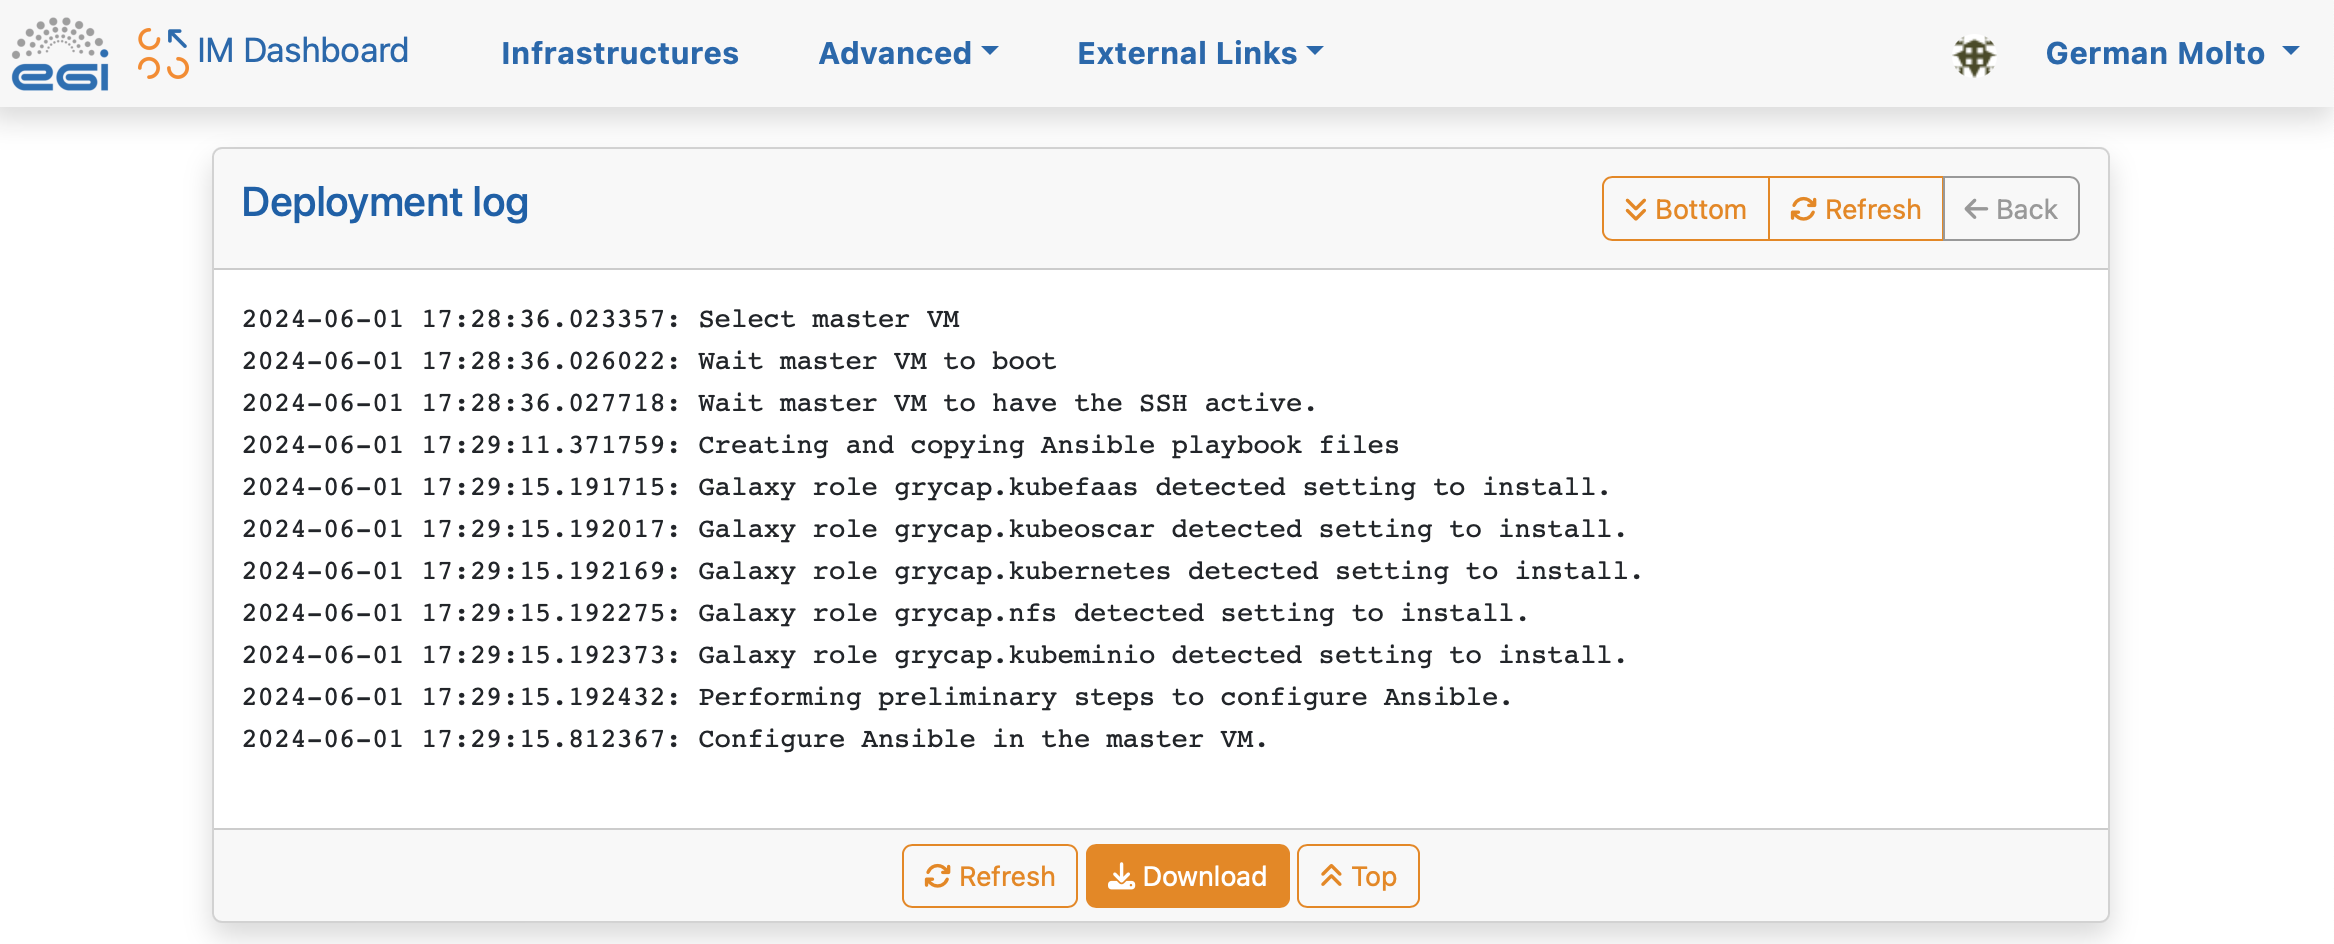 egi
IM Dashboard
Infrastructures
Advanced
External Links
German Molto
Deployment log
Bottom
Refresh
Back
2024-06-01 17:28:36.023357: Select master VM
2024-06-01 17:28:36.026022: Wait master VM to boot
2024-06-01 17:28:36.027718: Wait master VM to have the SSH active.
2024-06-01 17:29:11.371759: Creating and copying Ansible playbook files
2024-06-01 17:29:15.191715: Galaxy role grycap.kubefaas detected setting to install.
2024-06-01 17:29:15.192017: Galaxy role grycap.kubeoscar detected setting to install.
2024-06-01 17:29:15.192169: Galaxy role grycap.kubernetes detected setting to install.
2024-06-01 17:29:15.192275: Galaxy role grycap.nfs detected setting to install.
2024-06-01 17:29:15.192373: Galaxy role grycap.kubeminio detected setting to install.
2024-06-01 17:29:15.192432: Performing preliminary steps to configure Ansible.
2024-06-01 17:29:15.812367: Configure Ansible in the master VM.
Refresh
Download
Top